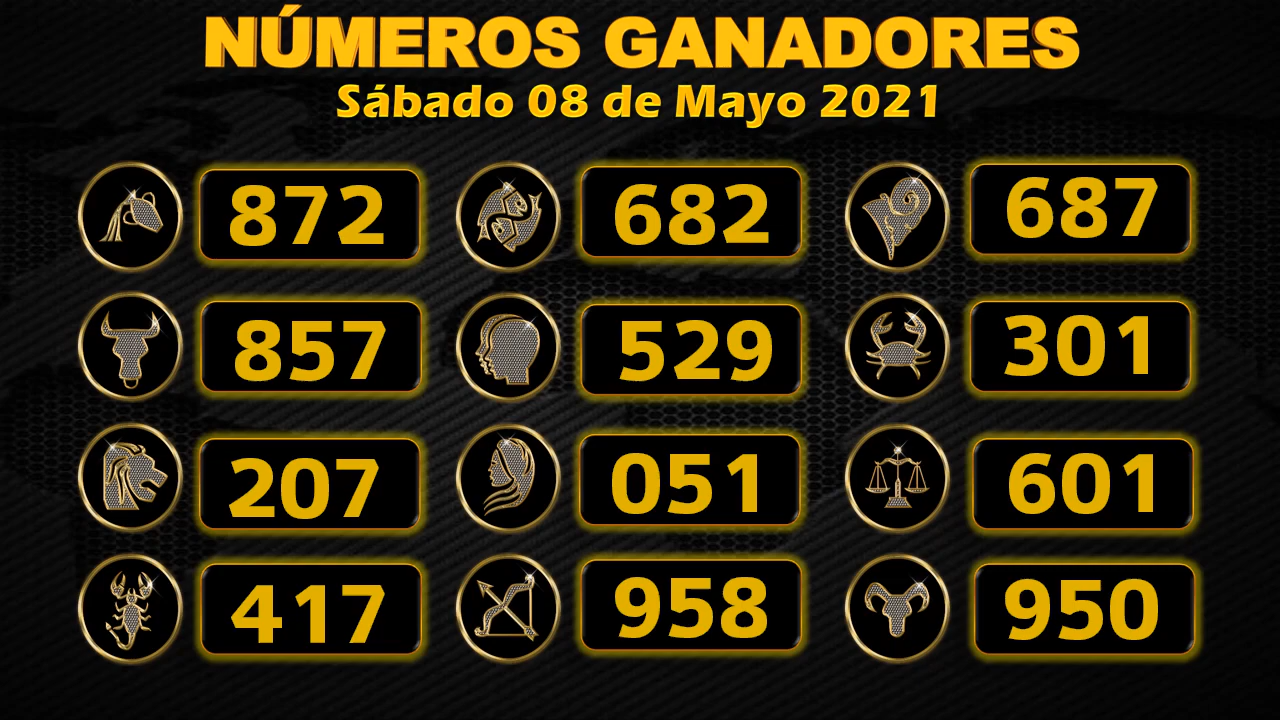 NÚMEROS GANADORES
Sábado 08 de Mayo 2021
872 682 687
857 529 301
207 051 601
417 958 950